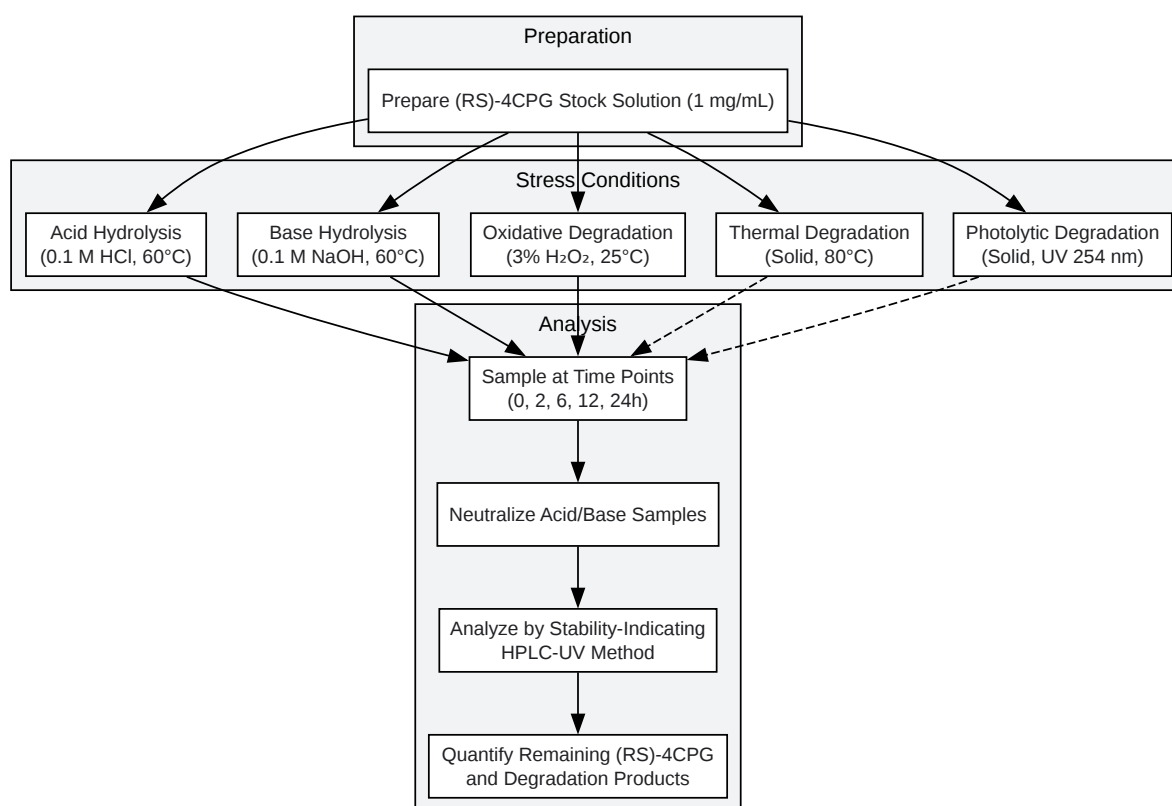 Preparation
Prepare (RS)-4CPG Stock Solution (1 mg/mL)
Stress Conditions
Acid Hydrolysis
(0.1 M HCl, 60°C)
Base Hydrolysis
(0.1 M NaOH, 60°C)
Oxidative Degradation
(3% H₂O₂, 25°C)
Thermal Degradation
(Solid, 80°C)
Photolytic Degradation
(Solid, UV 254 nm)
Analysis
Sample at Time Points
(0, 2, 6, 12, 24h)
Neutralize Acid/Base Samples
Analyze by Stability-Indicating
HPLC-UV Method
Quantify Remaining (RS)-4CPG
and Degradation Products